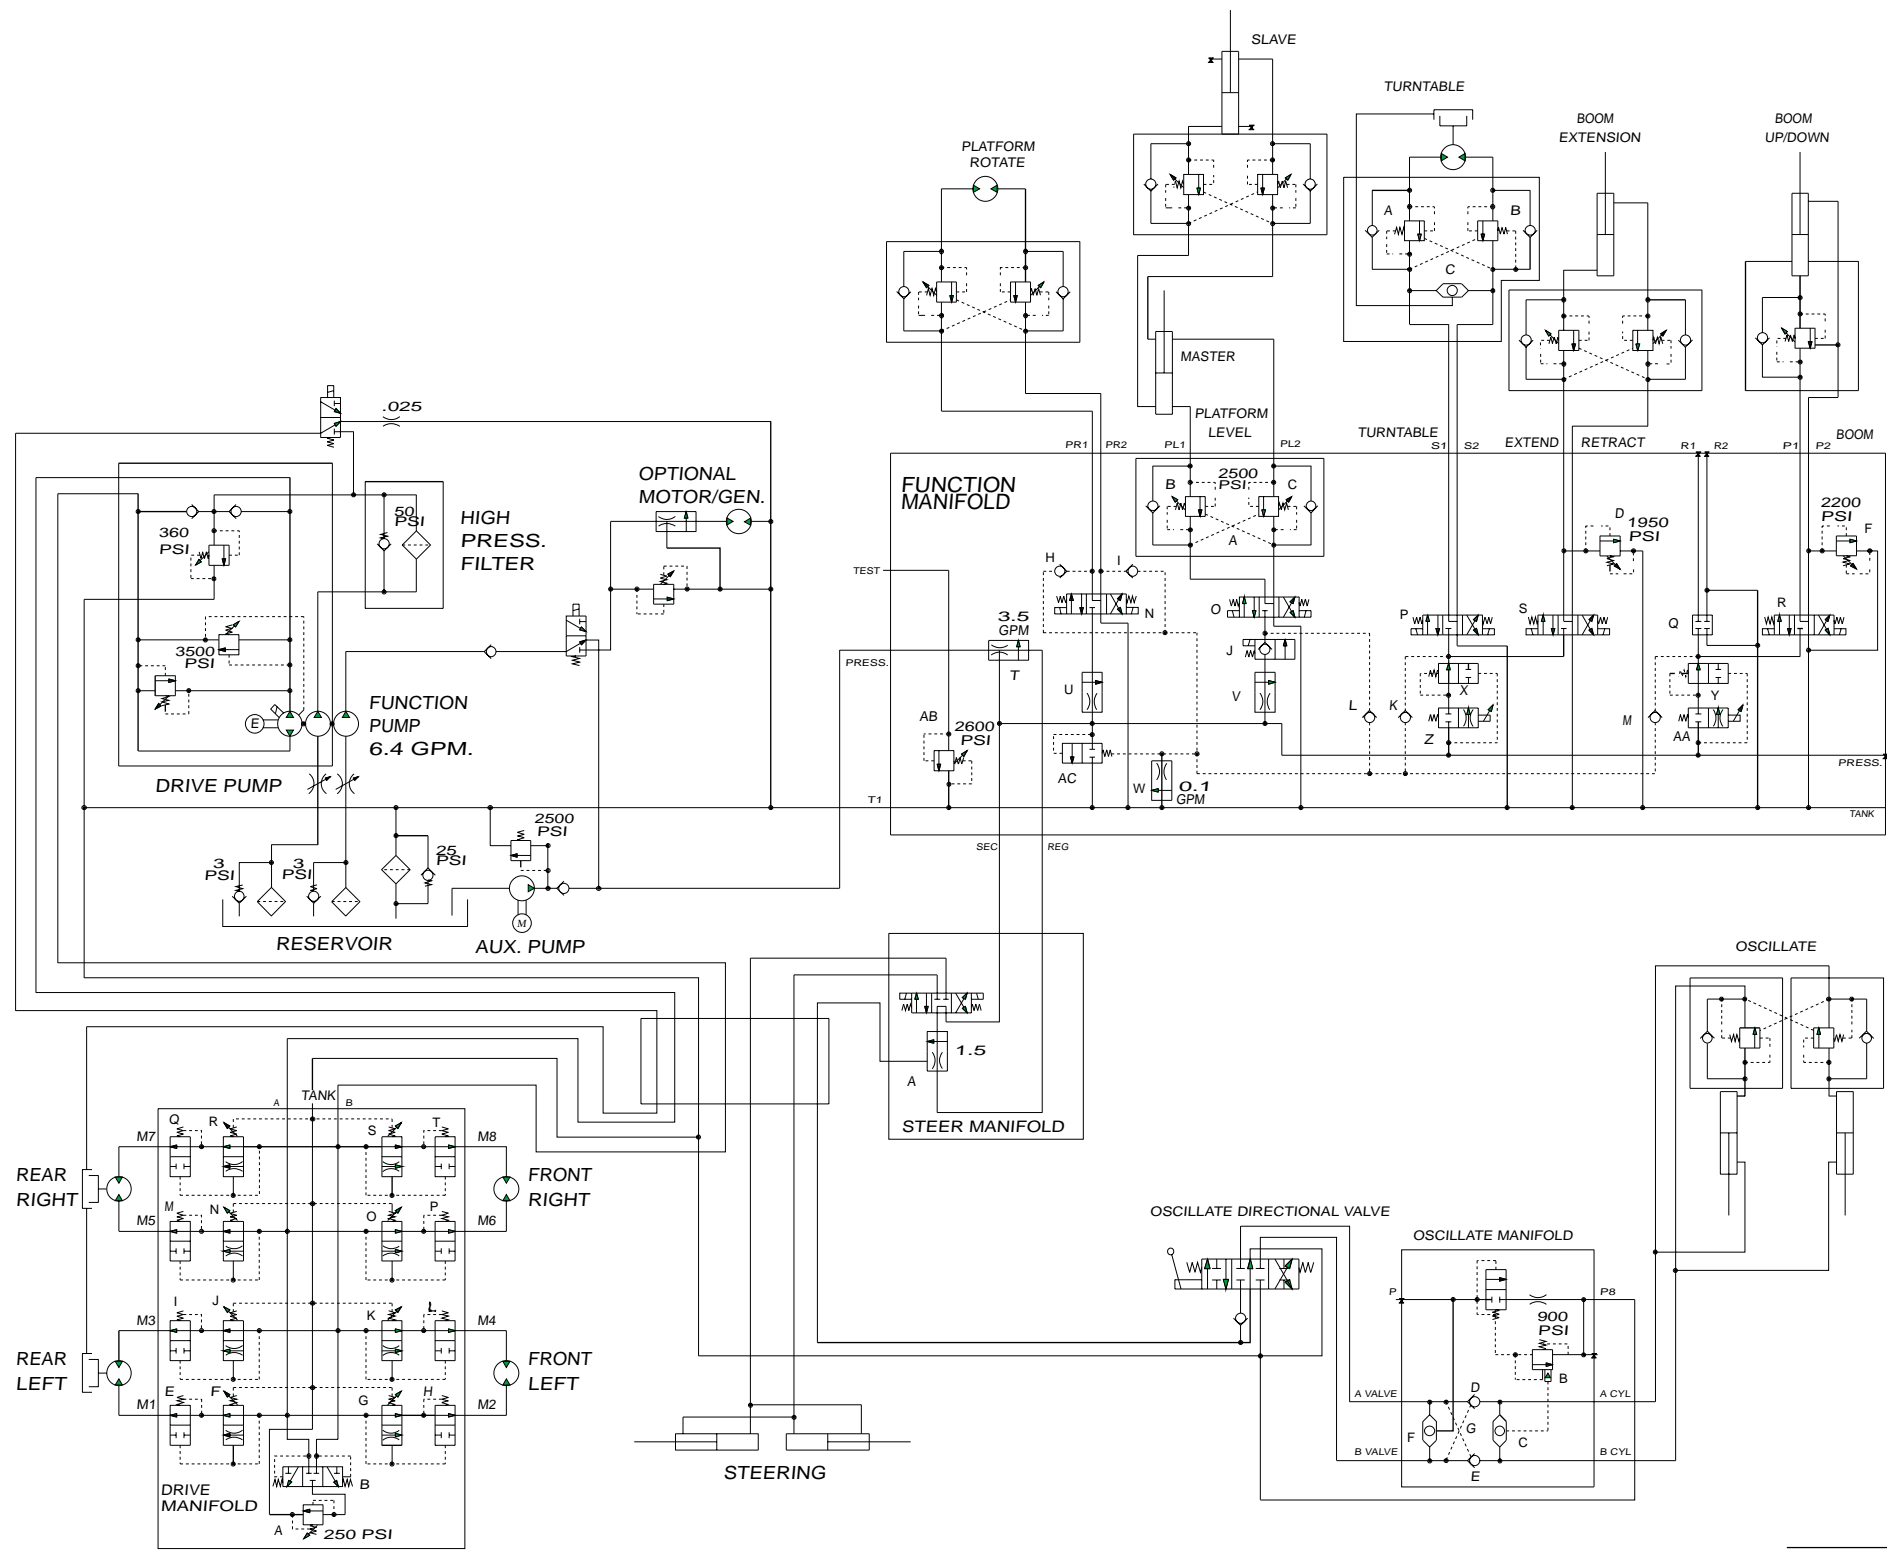 SLAVE
TURNTABLE
BOOM
EXTENSION
BOOM
UP/DOWN
PLATFORM
ROTATE
A
B
C
MASTER
PLATFORM
LEVEL
.025
TURNTABLE
EXTEND
RETRACT
BOOM
PR1
PR2
PL1
PL2
S1
S2
R1
R2
P1
P2
OPTIONAL
MOTOR/GEN.
FUNCTION
MANIFOLD
2500
PSI
B
C
A
50
PSI
HIGH
PRESS.
FILTER
360
PSI
D
1950
PSI
2200
PSI
F
TEST
H
I
N
O
P
S
Q
R
3.5
GPM
T
PRESS.
J
3500
PSI
U
V
X
Y
L
K
M
Z
AA
FUNCTION
PUMP
6.4 GPM.
E
AB
2600
PSI
AC
W
0.1
GPM
PRESS.
DRIVE PUMP
T1
TANK
2500
PSI
SEC
REG
3
PSI
3
PSI
25
PSI
M
RESERVOIR
AUX. PUMP
OSCILLATE
1.5
A
STEER MANIFOLD
A
TANK
B
Q
R
S
T
M7
M8
REAR
RIGHT
FRONT
RIGHT
M
N
O
P
M5
M6
OSCILLATE DIRECTIONAL VALVE
OSCILLATE MANIFOLD
I
J
K
L
M3
M4
P
P8
900
PSI
B
REAR
LEFT
FRONT
LEFT
E
F
G
H
M1
M2
A VALVE
D
A CYL
F
G
C
B VALVE
E
B CYL
B
DRIVE
MANIFOLD
A
250 PSI
STEERING